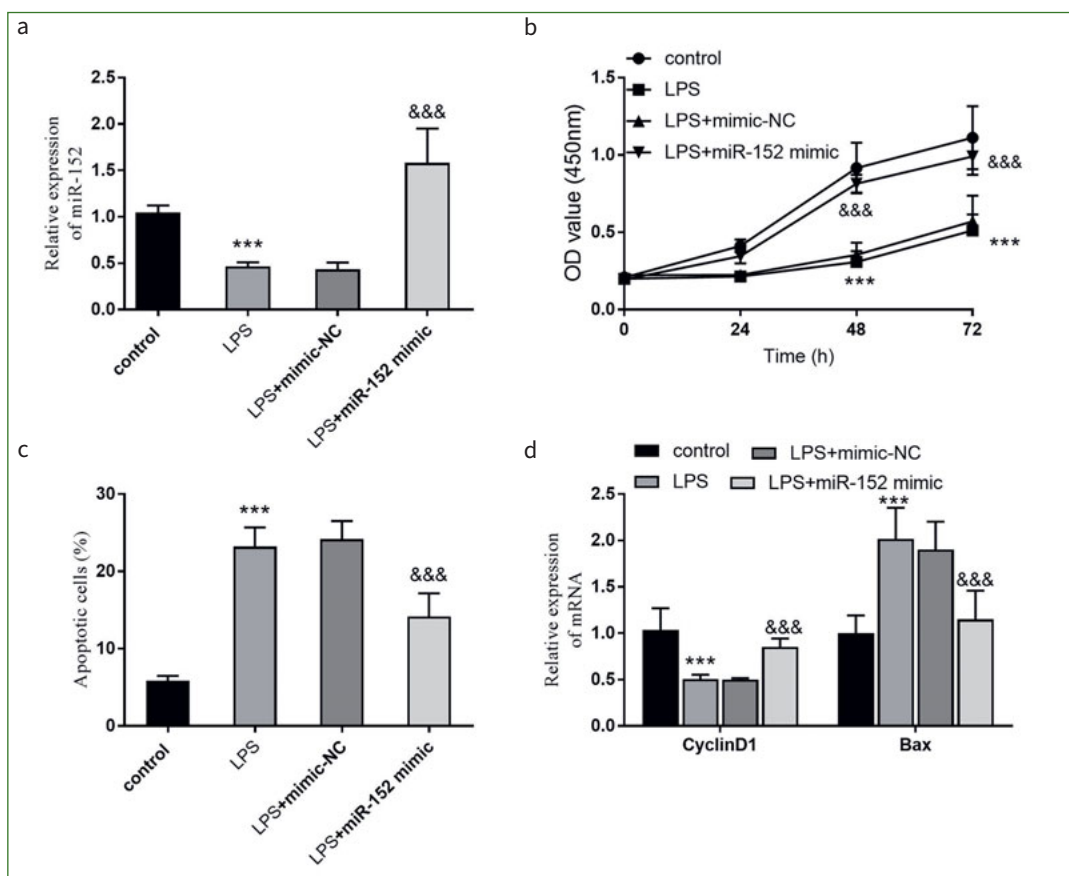 a
Relative expression
of miR-152
2.5
2.0
1.5
1.0
0.5
0.0
***
&&&
control
LPS
LPS+mimic-NC
LPS+miR-152 mimic
b
control
LPS
LPS+mimic-NC
LPS+miR-152 mimic
OD value (450nm)
1.5
1.0
0.5
0.0
&&&
***
&&&
***
0
24
48
72
Time (h)
c
Apoptotic cells (%)
30
20
10
0
***
&&&
control
LPS
LPS+mimic-NC
LPS+miR-152 mimic
d
control
LPS+mimic-NC
LPS
LPS+miR-152 mimic
Relative expression
of mRNA
2.5
2.0
1.5
1.0
0.5
0.0
***
&&&
***
&&&
CyclinD1
Bax